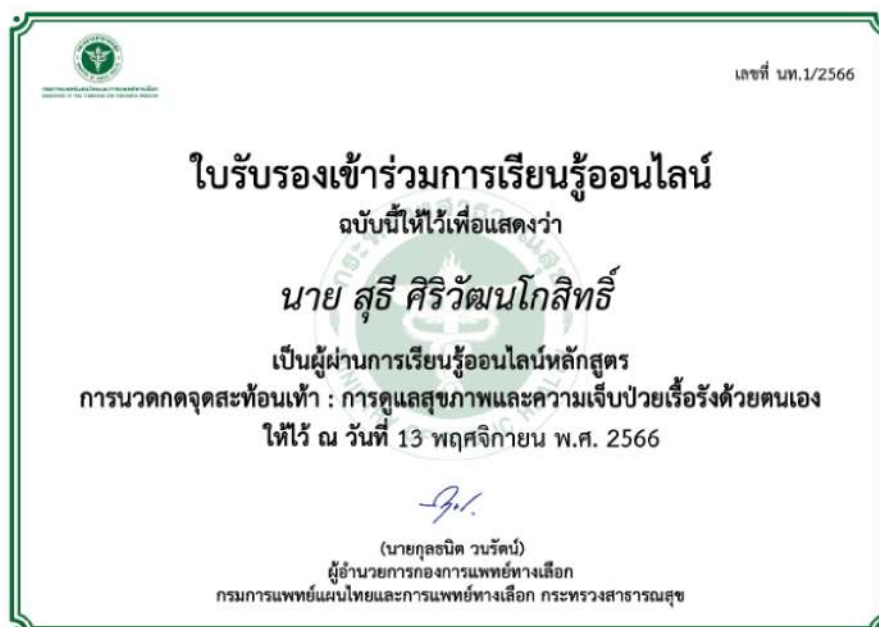 เลขที่ นท.1/2566
ใบรับรองเข้าร่วมการเรียนรู้ออนไลน์
ฉบับนี้ให้ไว้เพื่อแสดงว่า
นาย สุธี ศิริวัฒนโกสิทธิ์
เป็นผู้ผ่านการเรียนรู้ออนไลน์หลักสูตร
การนวดกดจุดสะท้อนเท้า : การดูแลสุขภาพและความเจ็บป่วยเรื้อรังด้วยตนเอง
ให้ไว้ ณ วันที่ 13 พฤศจิกายน พ.ศ. 2566
(นายกุลธนิต วนรัตน์)
ผู้อำนวยการกองการแพทย์ทางเลือก
กรมการแพทย์แผนไทยและการแพทย์ทางเลือก กระทรวงสาธารณสุข